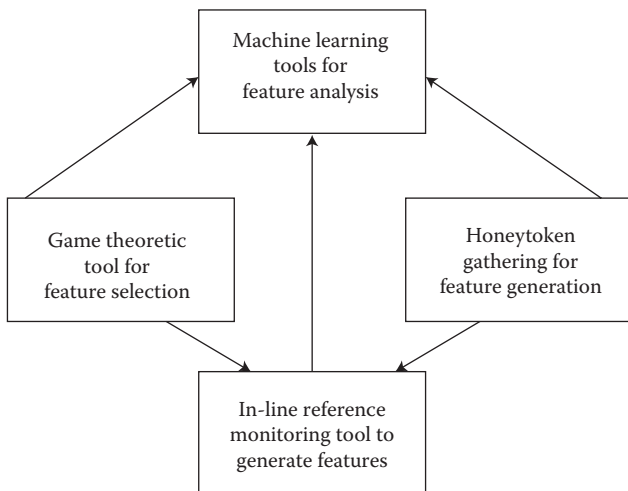 Machine learning
tools for
feature analysis
Game theoretic
tool for
feature selection
Honeytoken
gathering for
feature generation
In-line reference
monitoring tool to
generate features